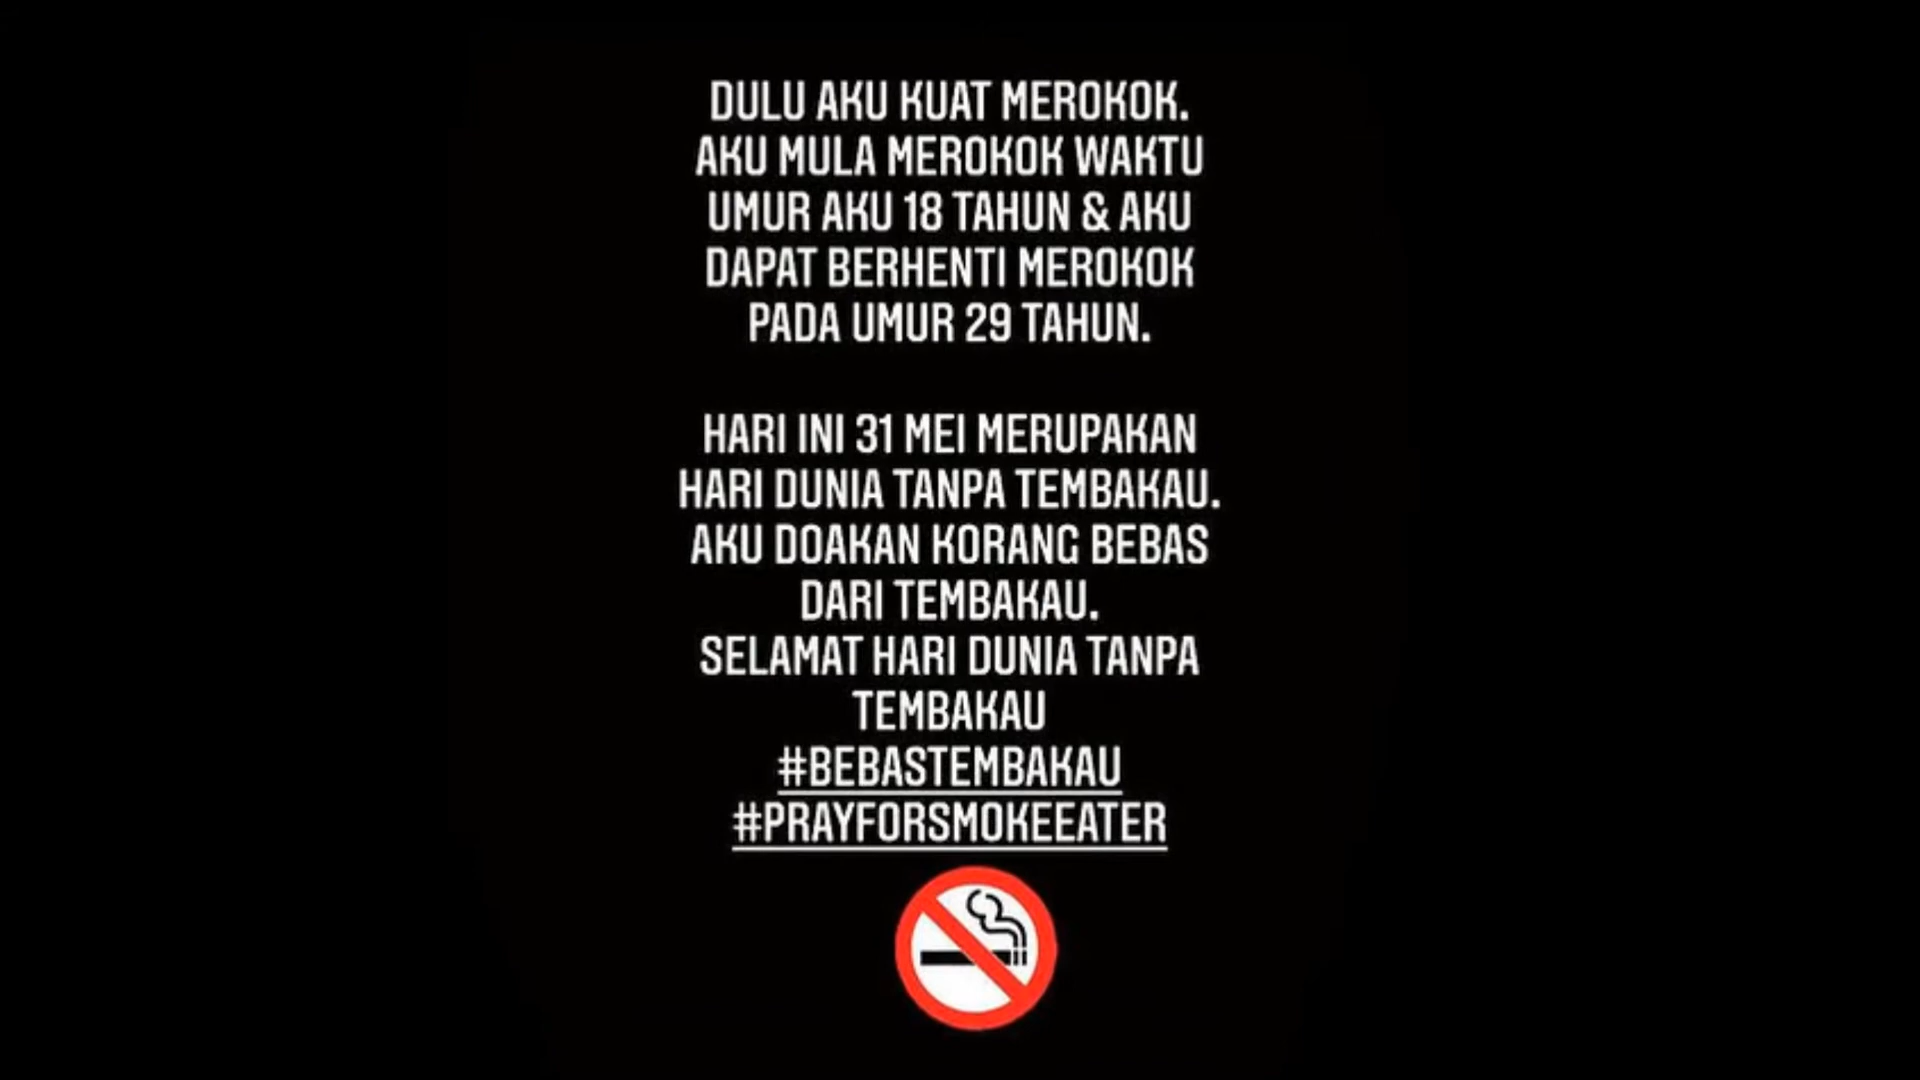 DULU AKU KUAT MEROKOK.
AKU MULA MEROKOK WAKTU
UMUR AKU 18 TAHUN & AKU
DAPAT BERHENTI MEROKOK
PADA UMUR 29 TAHUN.
HARI INI 31 MEI MERUPAKAN
HARI DUNIA TANPA TEMBAKAU.
AKU DOAKAN KORANG BEBAS
DARI TEMBAKAU.
SELAMAT HARI DUNIA TANPA
TEMBAKAU
#BEBASTEMBAKAU
#PRAYFORSMOKEEATER